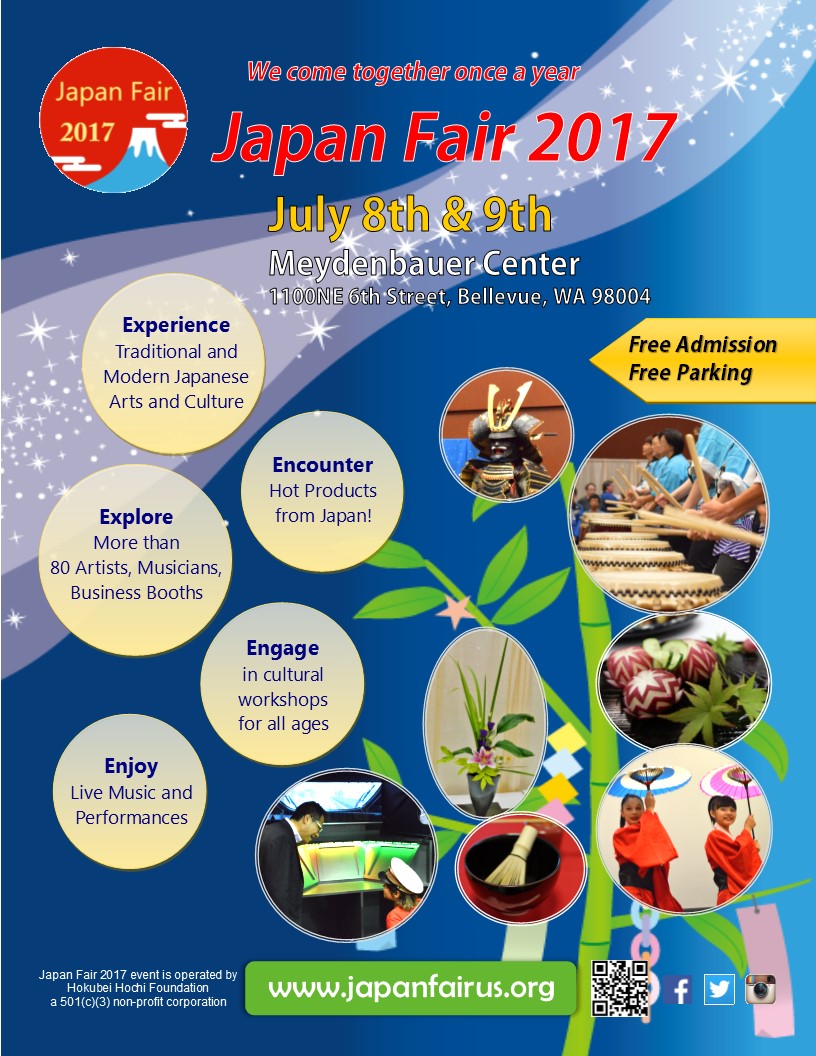 We come together once a year
Japan Fair
2017
Japan Fair 2017
July 8th & 9th
Meydenbauer Center
1100NE 6th Street, Bellevue, WA 98004
Free Admission
Free Parking
Experience
Traditional and
Modern Japanese
Arts and Culture
Encounter
Hot Products
from Japan!
Explore
More than
80 Artists, Musicians,
Business Booths
Engage
in cultural
workshops
for all ages
Enjoy
Live Music and
Performances
Japan Fair 2017 event is operated by
Hokubei Hochi Foundation
a 501(c)(3) non-profit corporation
www.japanfairus.org